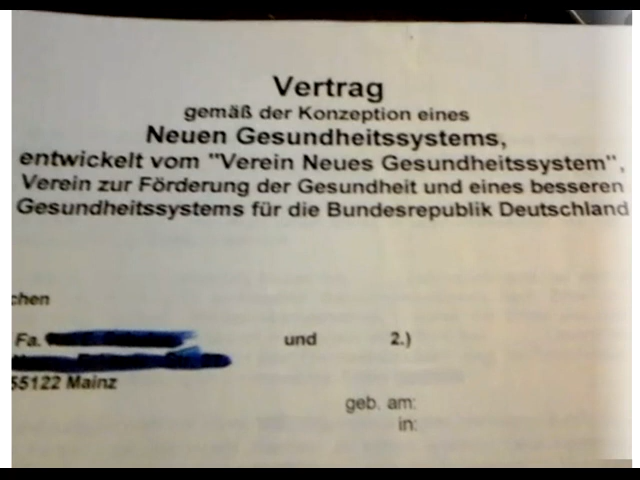 Vertrag
gemäß der Konzeption eines
Neuen Gesundheitssystems,
entwickelt vom "Verein Neues Gesundheitssystem",
Verein zur Förderung der Gesundheit und eines besseren
Gesundheitssystems für die Bundesrepublik Deutschland
chen
Fa. und 2.)
55122 Mainz
geb. am:
in: